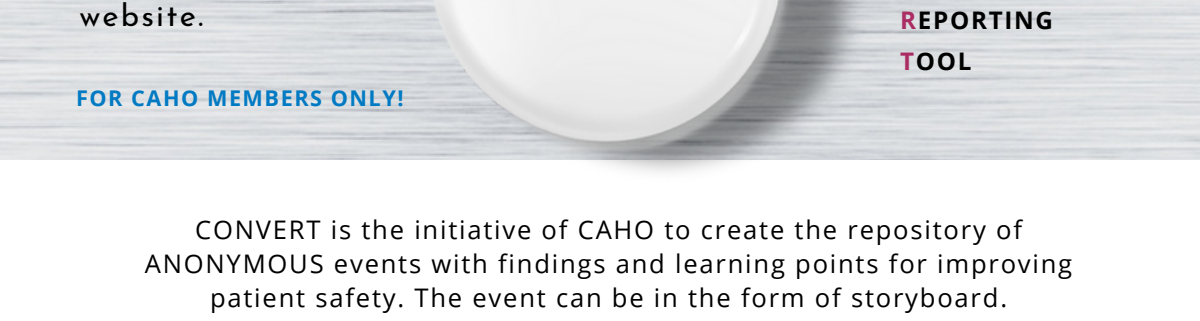 website.
FOR CAHO MEMBERS ONLY!
REPORTING
TOOL
CONVERT is the initiative of CAHO to create the repository of
ANONYMOUS events with findings and learning points for improving
patient safety. The event can be in the form of storyboard.